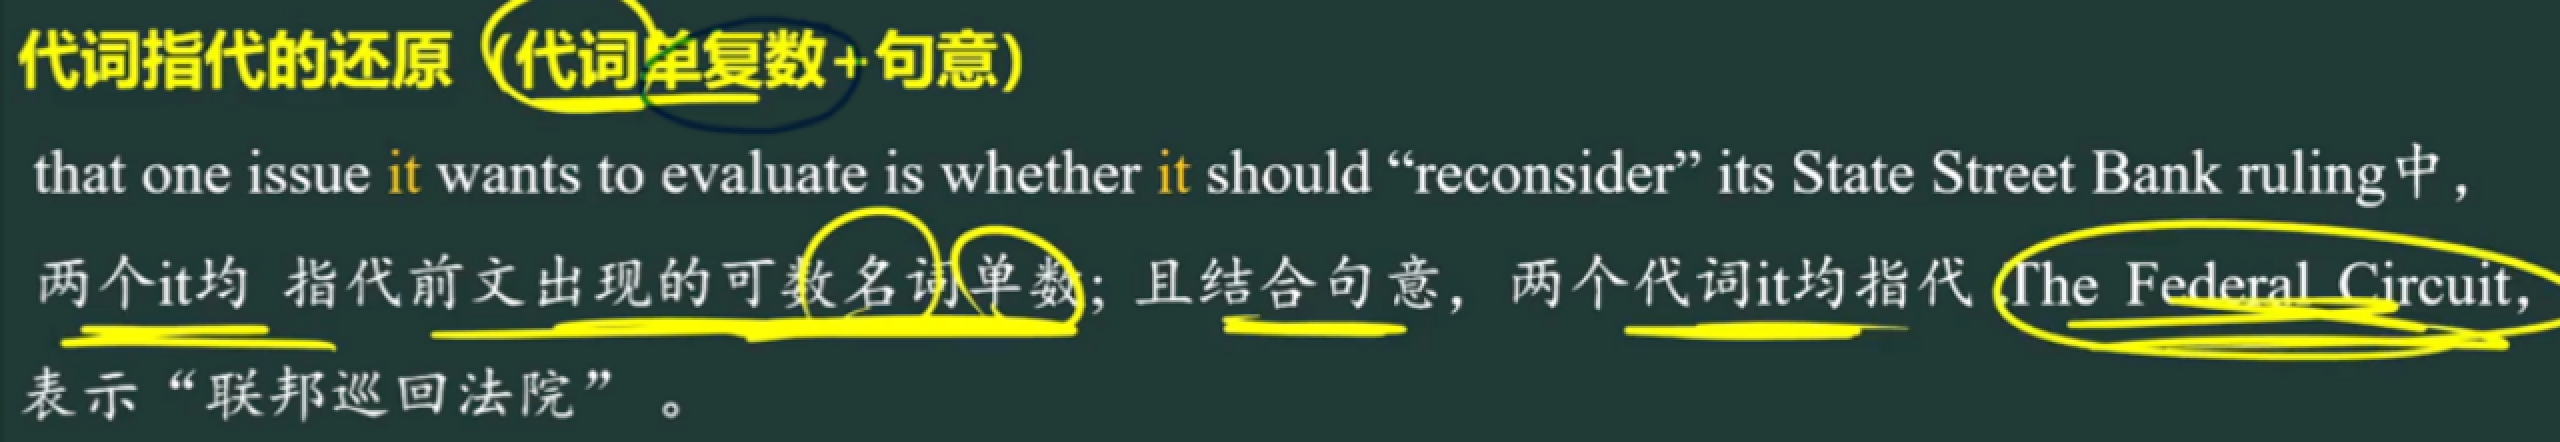 代词指代的还原（代词单复数+句意)
that one issue it wants to evaluate is whether it should “reconsider” its State Street Bank ruling中，
两个it均 指代前文出现的可数名词单数；且结合句意，两个代词it均指代 The Federal Circuit,
表示“联邦巡回法院”。